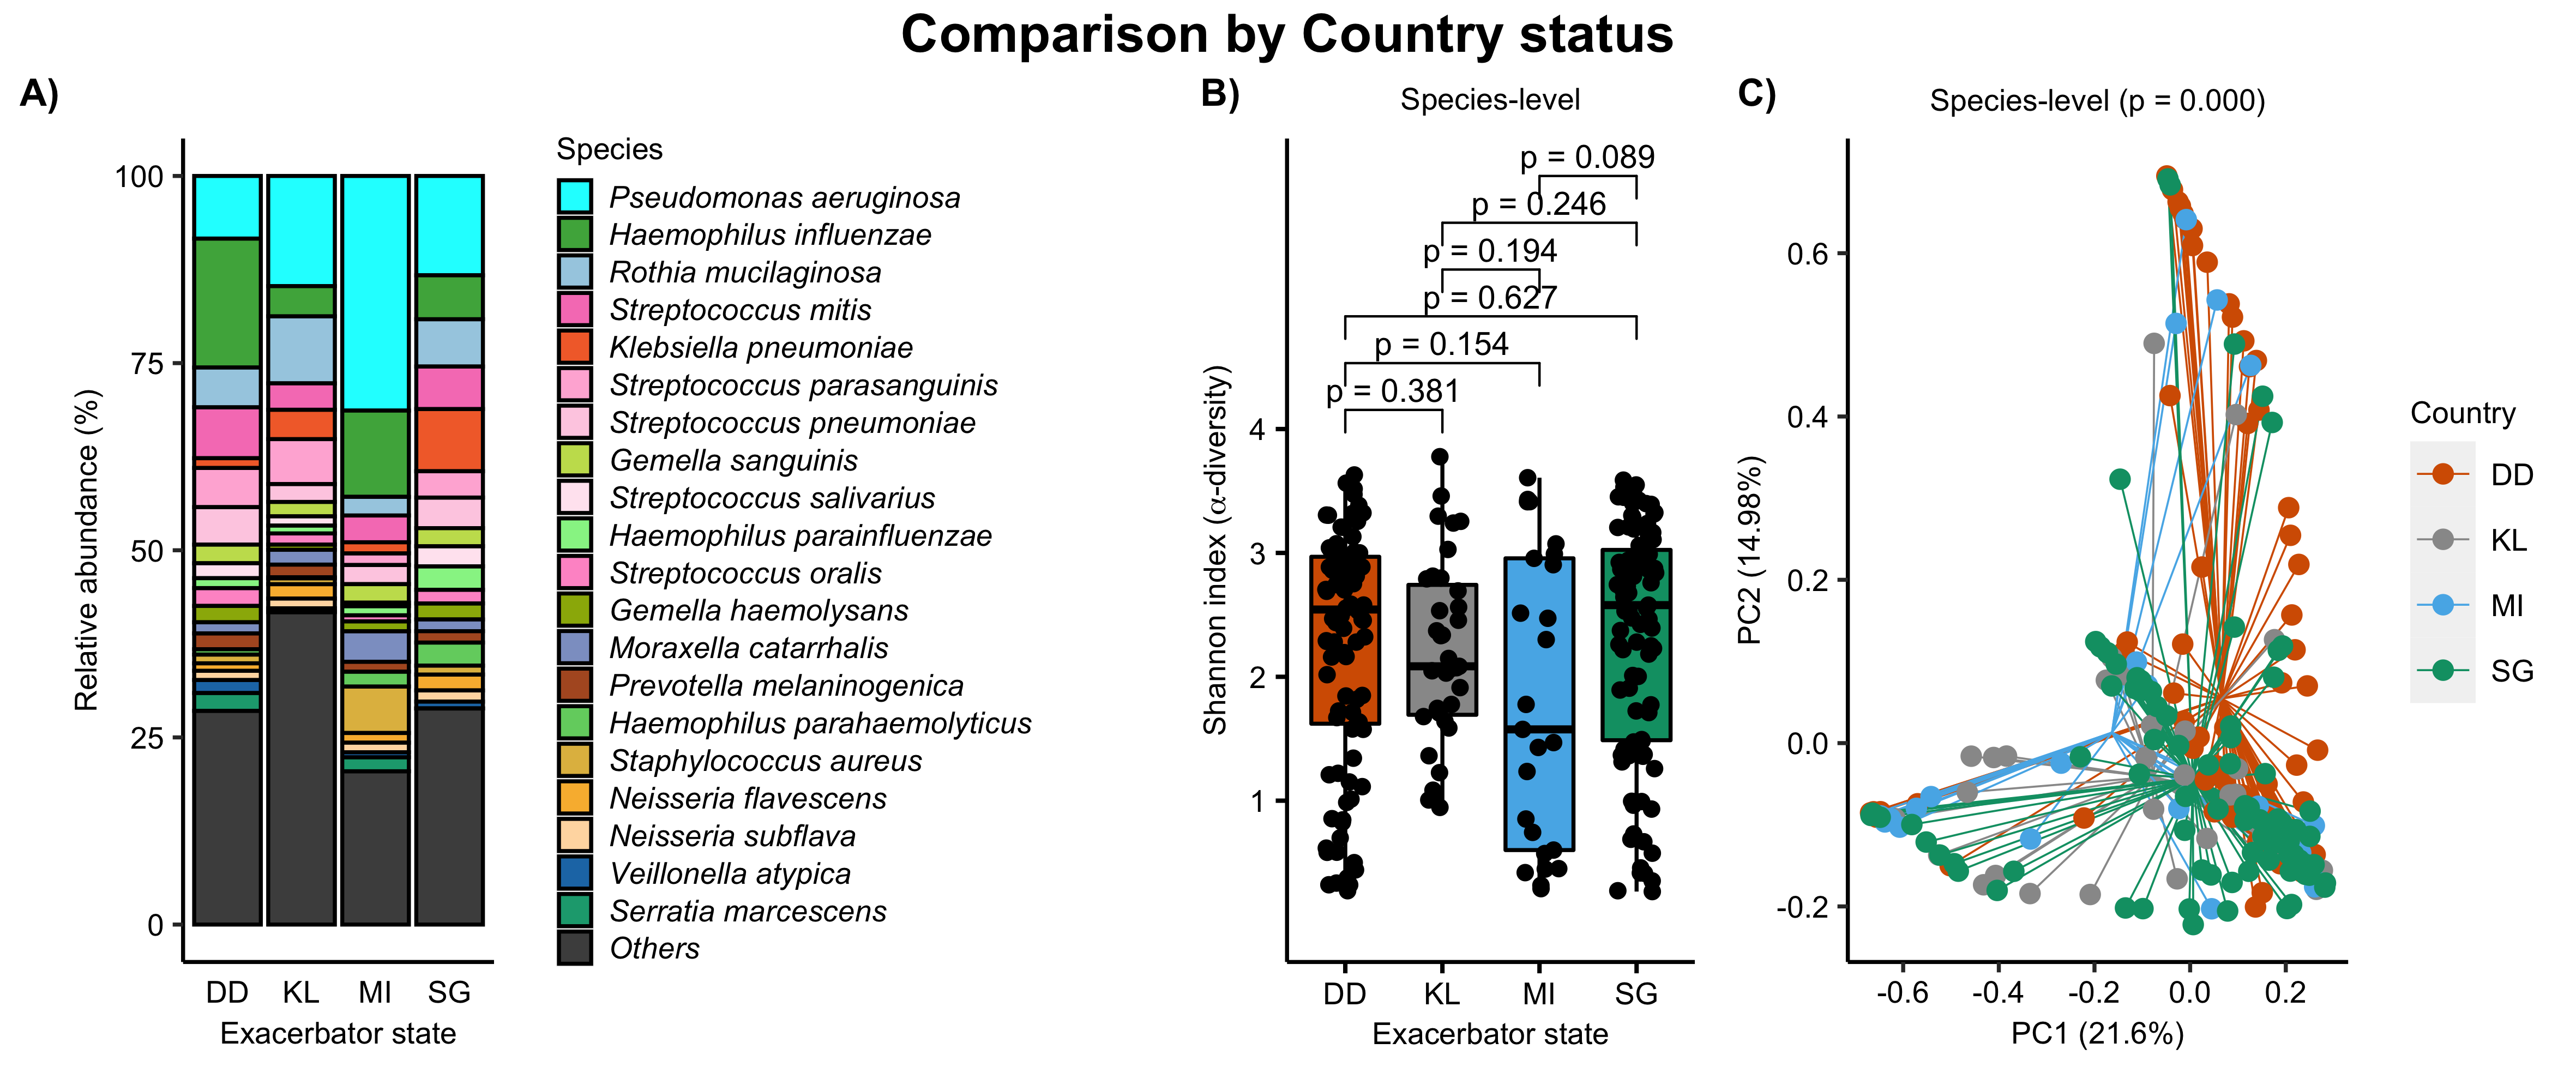 Comparison by Country status
A)
100
75
50
25
0
Relative abundance (%)
DD KL MI SG
Exacerbator state
Species
Pseudomonas aeruginosa
Haemophilus influenzae
Rothia mucilaginosa
Streptococcus mitis
Klebsiella pneumoniae
Streptococcus parasanguinis
Streptococcus pneumoniae
Gemella sanguinis
Streptococcus salivarius
Haemophilus parainfluenzae
Streptococcus oralis
Gemella haemolysans
Moraxella catarrhalis
Prevotella melaninogenica
Haemophilus parahaemolyticus
Staphylococcus aureus
Neisseria flavescens
Neisseria subflava
Veillonella atypica
Serratia marcescens
Others
B)
Species-level
p = 0.089
p = 0.246
p = 0.194
p = 0.627
p = 0.154
p = 0.381
4
3
2
1
Shannon index (α-diversity)
DD KL MI SG
Exacerbator state
C)
Species-level (p = 0.000)
0.6
0.4
0.2
0.0
-0.2
PC2 (14.98%)
-0.6 -0.4 -0.2 0.0 0.2
PC1 (21.6%)
Country
DD
KL
MI
SG